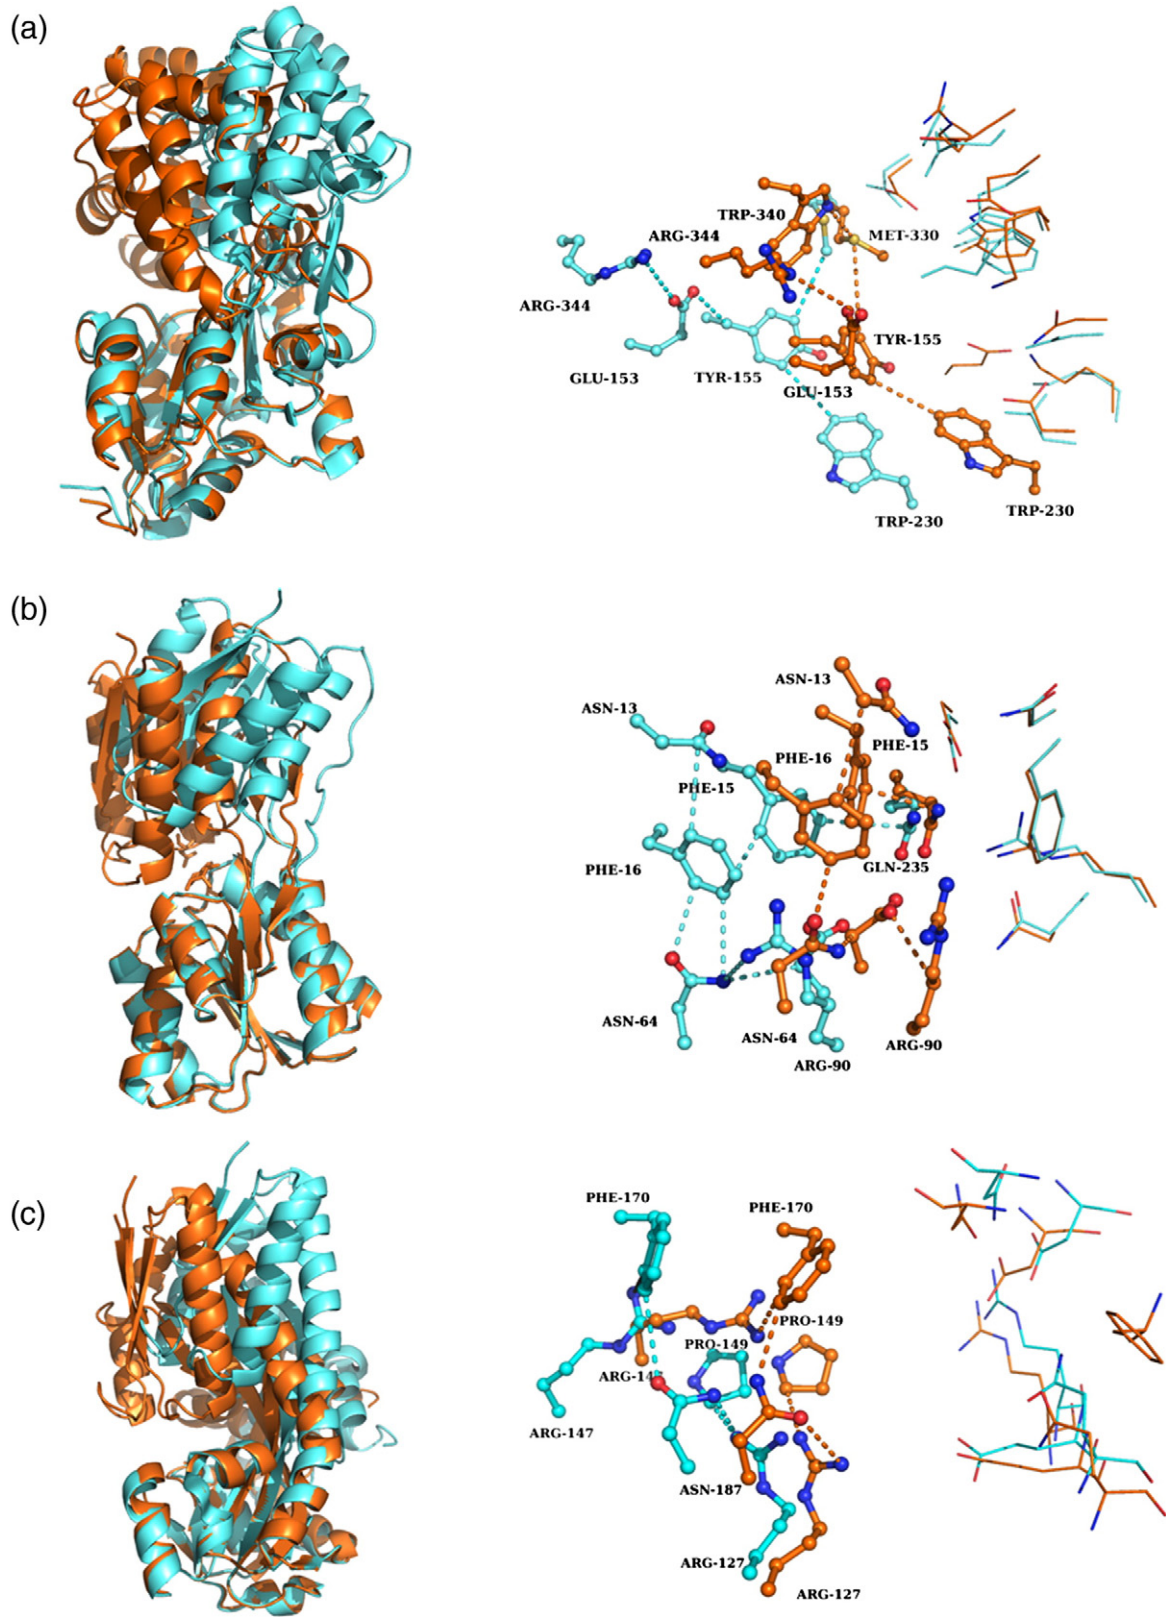 (a)
TRP-340
ARG-344
MET-330
ARG-344
TYR-155
GLU-153
TYR-155
GLU-153
TRP-230
TRP-230
(b)
ASN-13
ASN-13
PHE-15
PHE-16
PHE-15
PHE-16
GLN-235
ASN-64
ASN-64
ARG-90
ARG-90
(c)
PHE-170
PHE-170
PRO-149
PRO-149
ARG-14
ARG-147
ASN-187
ARG-127
ARG-127